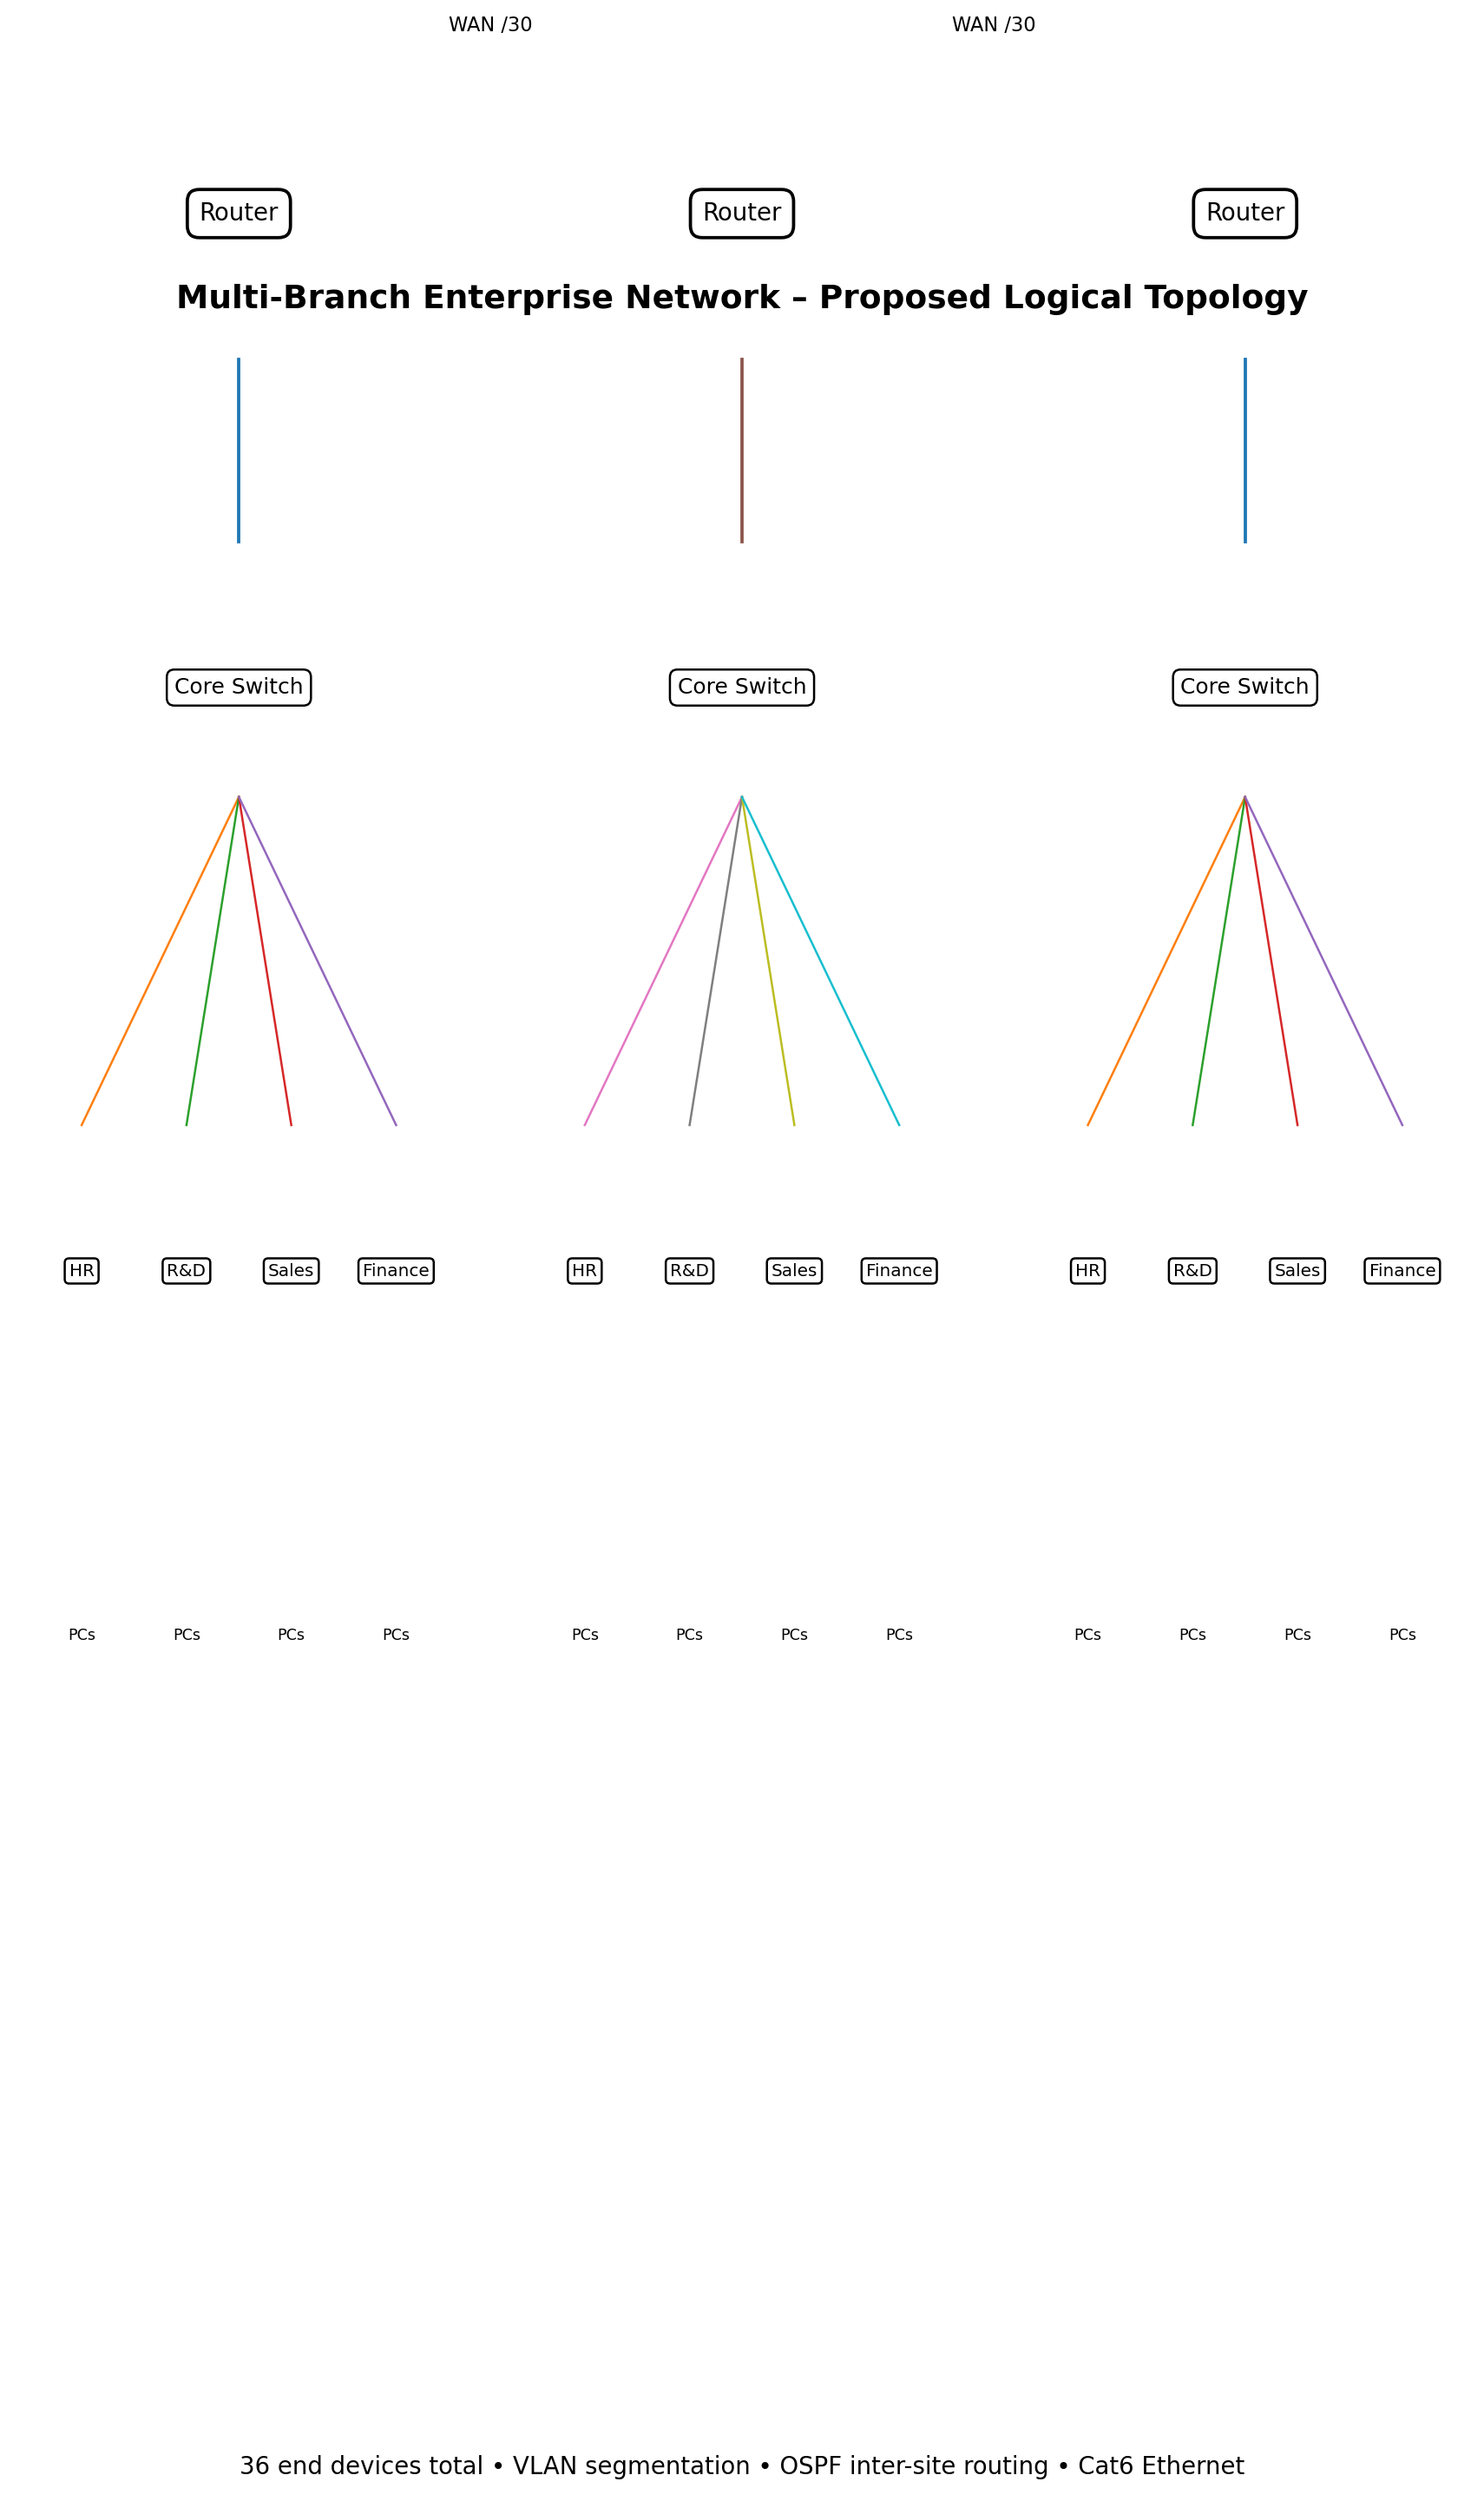 WAN /30 WAN /30
Router Router Router
Multi-Branch Enterprise Network – Proposed Logical Topology
Core Switch Core Switch Core Switch
HR R&D Sales Finance HR R&D Sales Finance HR R&D Sales Finance
PCs PCs PCs PCs PCs PCs PCs PCs PCs PCs PCs PCs
36 end devices total • VLAN segmentation • OSPF inter-site routing • Cat6 Ethernet